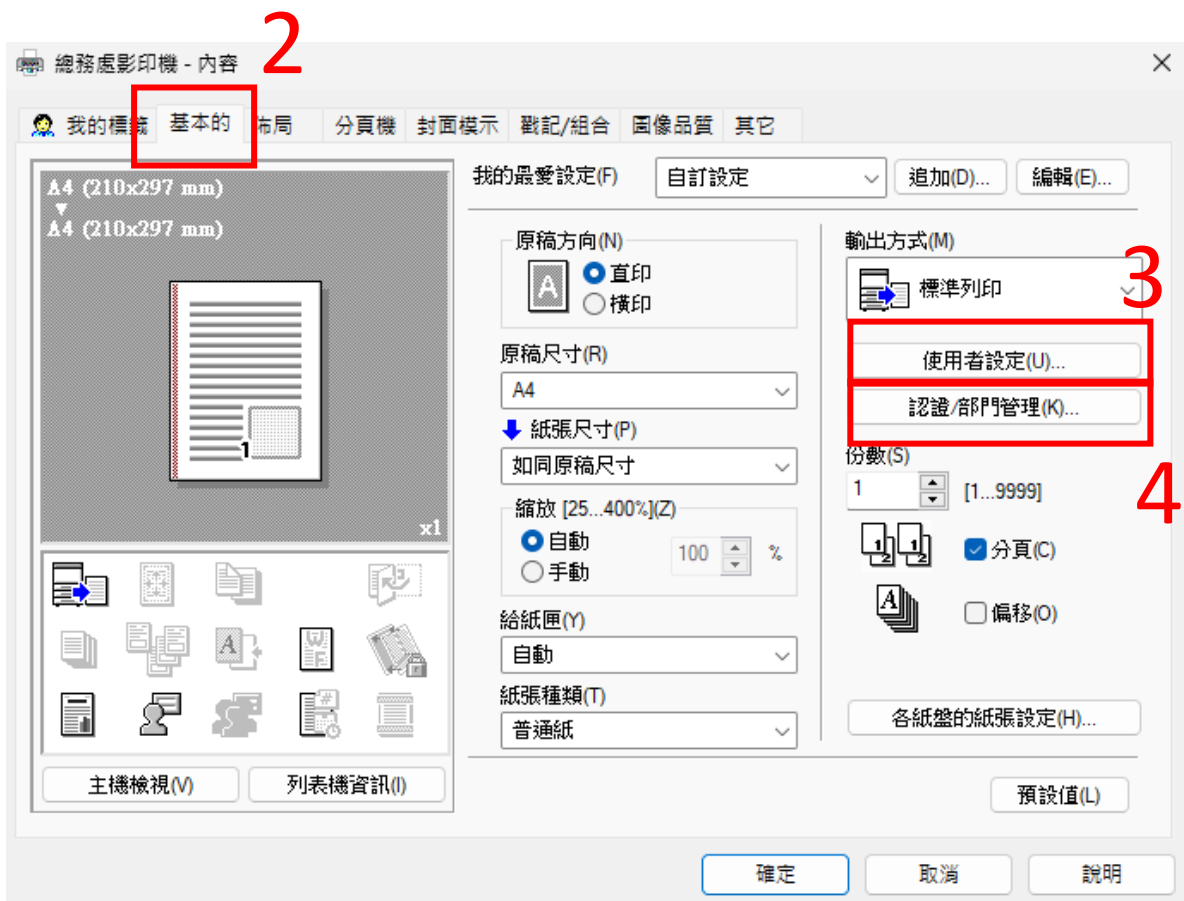 2
總務處影印機 - 內容
我的標籤 基本的 佈局 分頁機 封面模示 戳記/組合 圖像品質 其它
A4 (210x297 mm)
A4 (210x297 mm)
1
x1
主機檢視(V) 列表機資訊(I)
我的最愛設定(F) 自訂設定 追加(D)... 編輯(E)...
原稿方向(N)
A
直印
橫印
原稿尺寸(R)
A4
紙張尺寸(P)
如同原稿尺寸
縮放 [25...400%](Z)
自動
手動
100 %
給紙匣(Y)
自動
紙張種類(T)
普通紙
輸出方式(M)
標準列印
3
使用者設定(U)...
認證/部門管理(K)...
4
份數(S)
1 [1...9999]
分頁(C)
偏移(O)
各紙盤的紙張設定(H)...
預設值(L)
確定 取消 說明